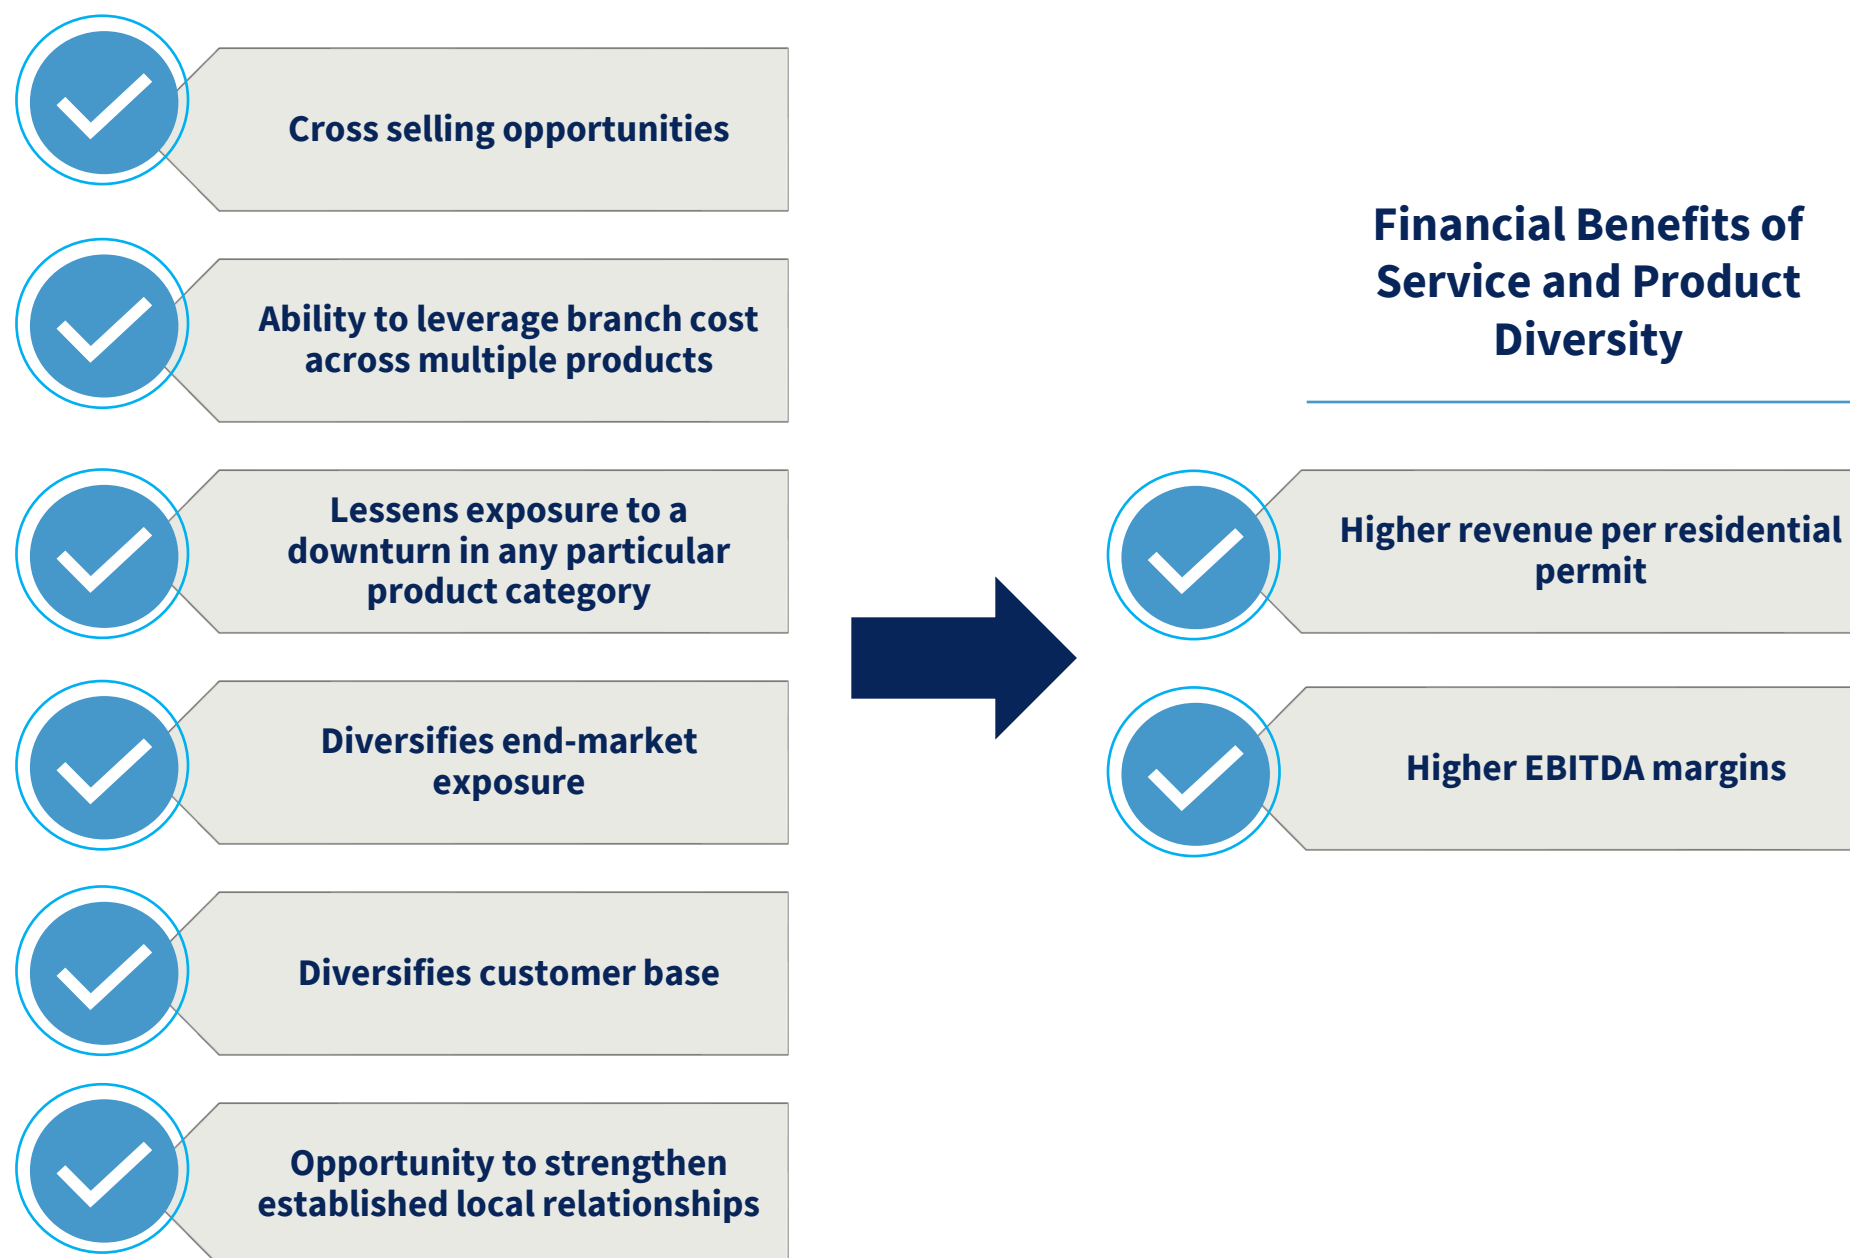 Cross selling opportunities
Ability to leverage branch cost
across multiple products
Lessens exposure to a
downturn in any particular
product category
Diversifies end-market
exposure
Diversifies customer base
Opportunity to strengthen
established local relationships
Financial Benefits of
Service and Product
Diversity
Higher revenue per residential
permit
Higher EBITDA margins